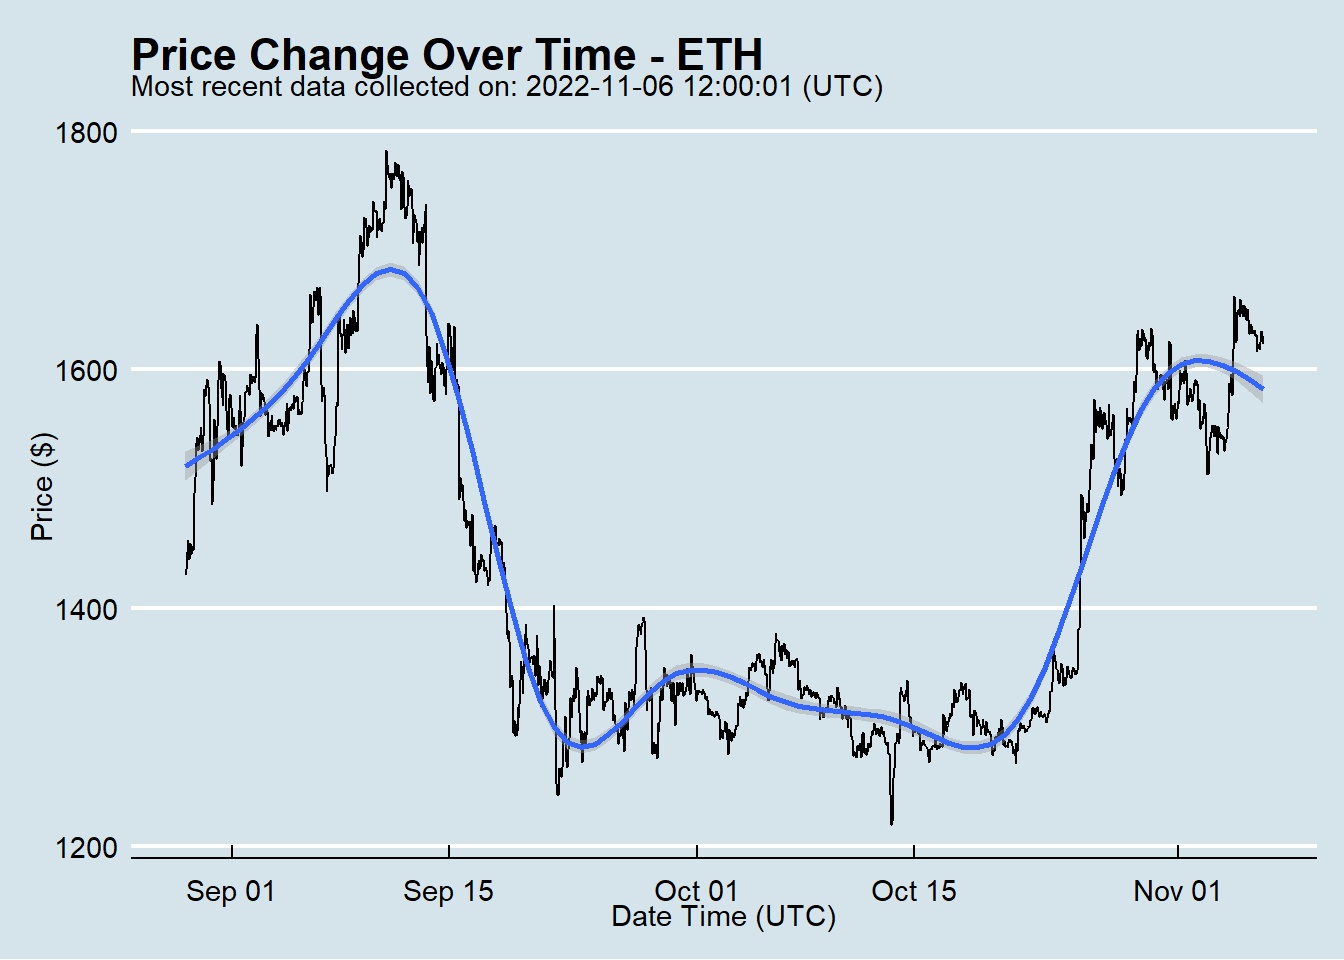 Price Change Over Time - ETH
Most recent data collected on: 2022-11-06 12:00:01 (UTC)
1800
1600
1400
1200
Price ($)
Sep 01 Sep 15 Oct 01 Oct 15 Nov 01
Date Time (UTC)